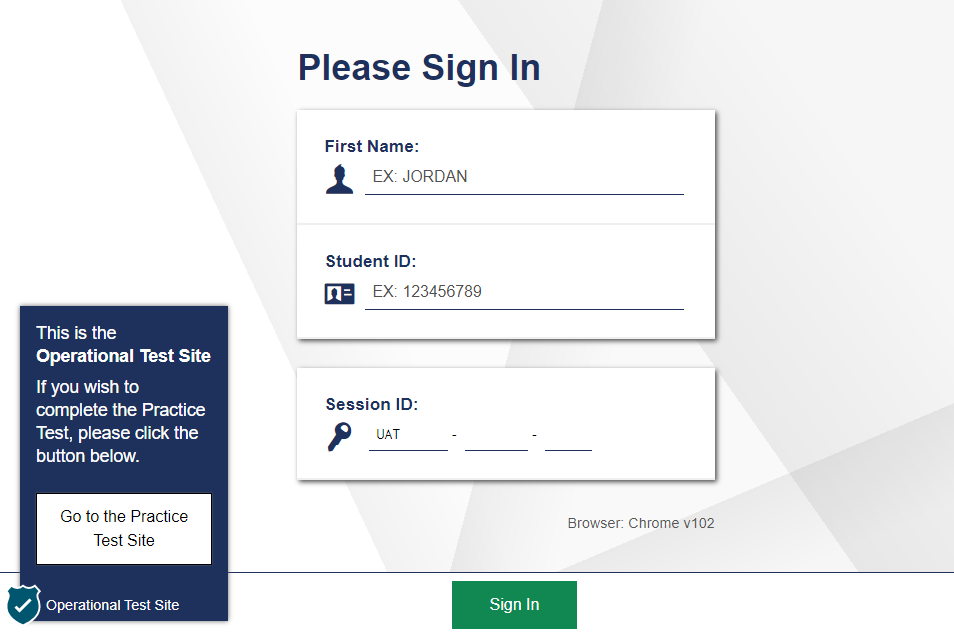 Please Sign In
First Name:
EX: JORDAN
Student ID:
EX: 123456789
This is the
Operational Test Site
If you wish to
complete the Practice
Test, please click the
button below.
Go to the Practice
Test Site
Operational Test Site
Session ID:
UAT - -
Browser: Chrome v102
Sign In